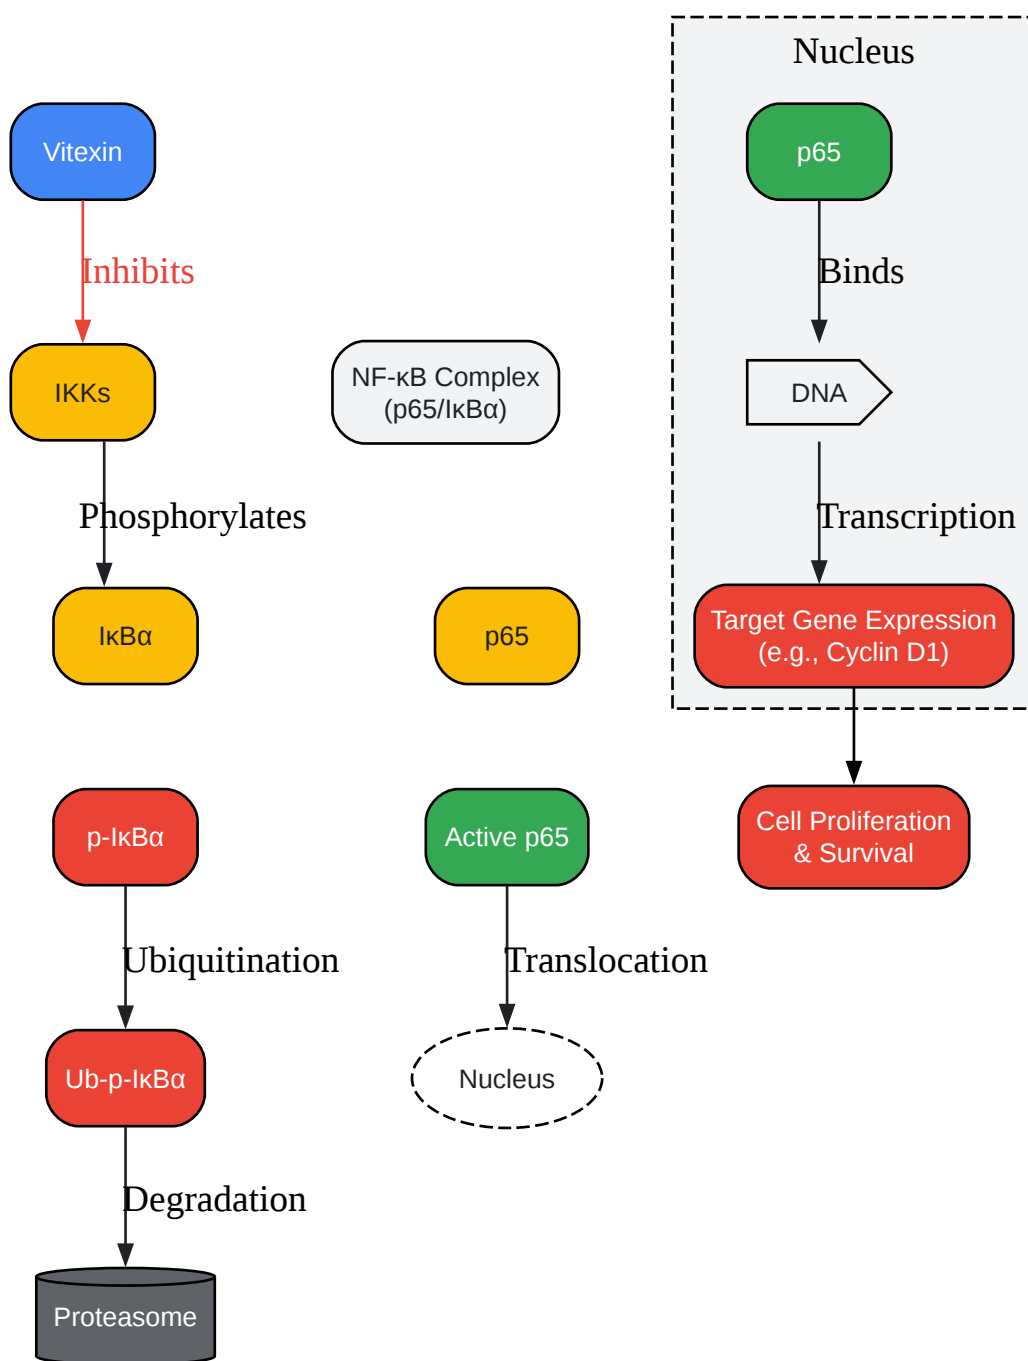 Nucleus
Vitexin
p65
Inhibits
Binds
IKKs
NF-κB Complex
(p65/IκBα)
DNA
Phosphorylates
Transcription
IκBα
p65
Target Gene Expression
(e.g., Cyclin D1)
p-IκBα
Active p65
Cell Proliferation
& Survival
Ubiquitination
Translocation
Ub-p-IκBα
Nucleus
Degradation
Proteasome